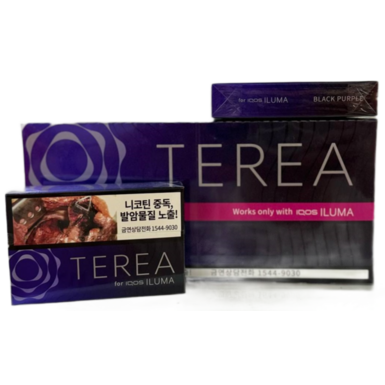 for IQOS ILUMA
BLACK PURPLE
TEREA
Works only with IQOS ILUMA
금연상담전화 1544-9030
니코틴 중독,
발암물질 노출!
금연상담전화 1544-9030
TEREA
for IQOS ILUMA